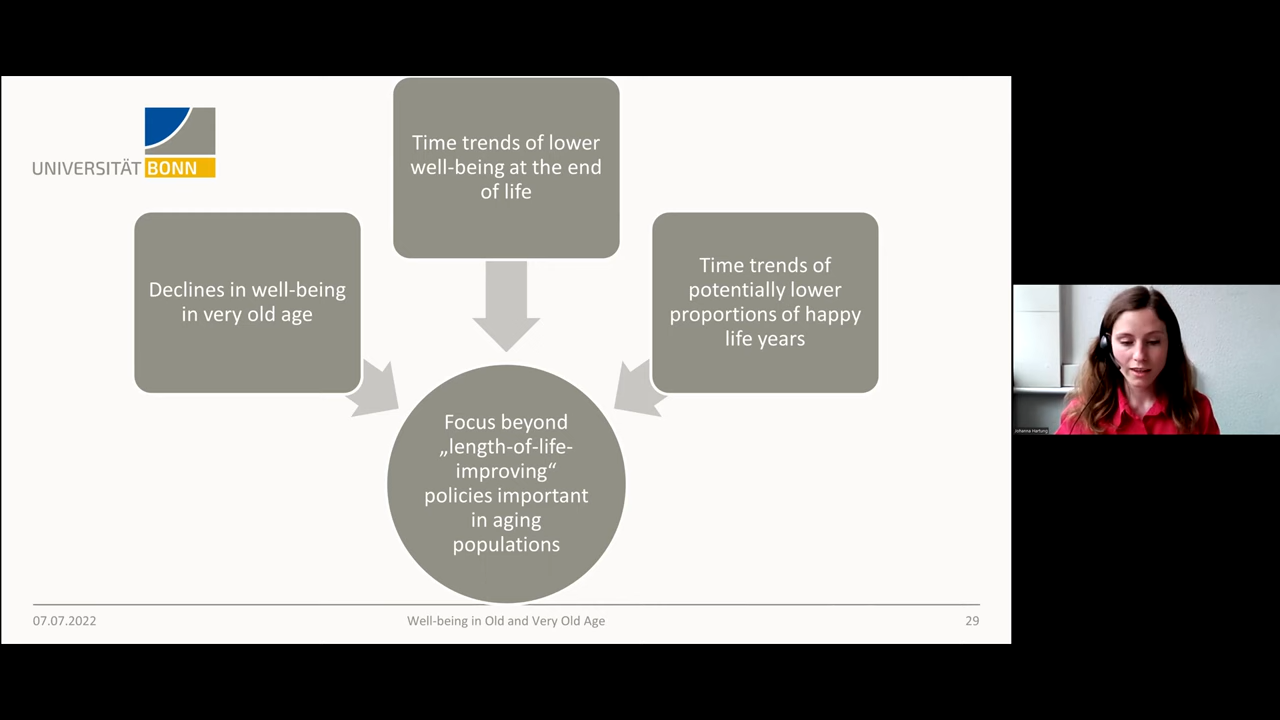 UNIVERSITÄT BONN
Time trends of lower
well-being at the end
of life
Declines in well-being
in very old age
Time trends of
potentially lower
proportions of happy
life years
Focus beyond
„length-of-life-
improving“
policies important
in aging
populations
07.07.2022
Well-being in Old and Very Old Age
29
Johanna Hartung